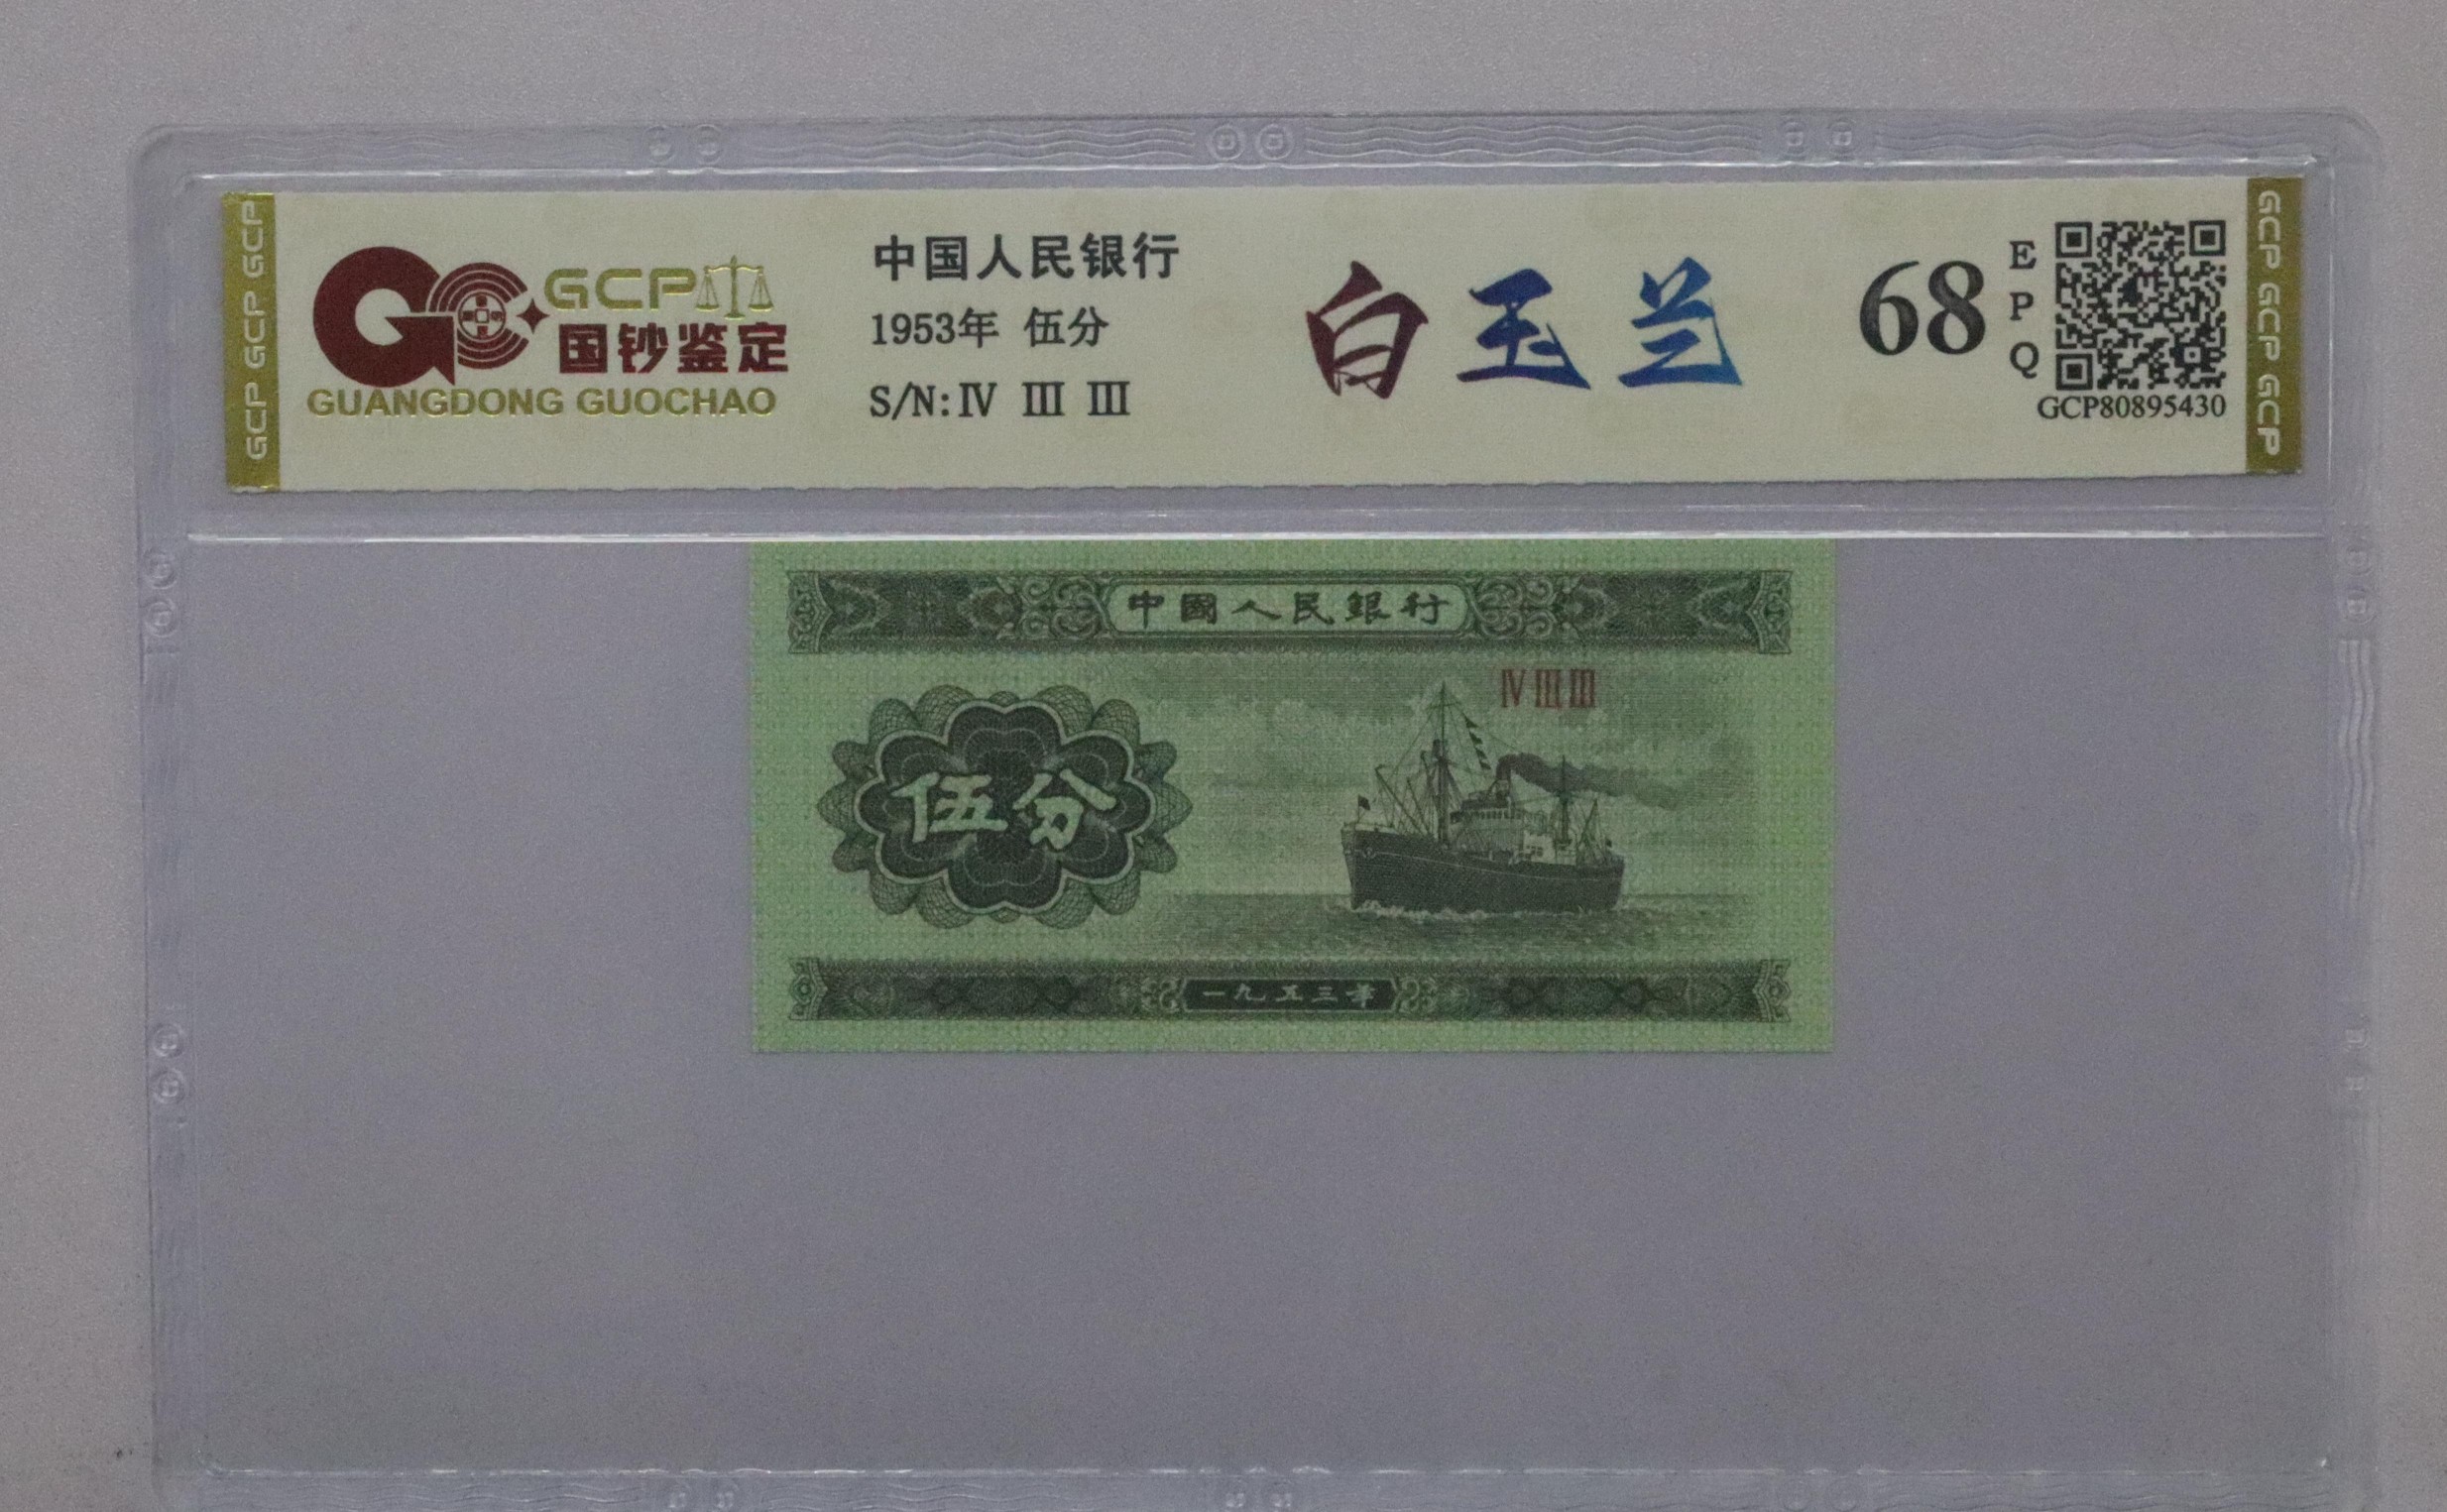 GCP GCP GCP
GCP
国钞鉴定
GUANGDONG GUOCHAO
中国人民银行
1953年 伍分
S/N: IV III III
白玉兰
68
EPQ
GCP80895430
GCP GCP GCP
中國人民銀行
IV III III
伍分
一九五三年